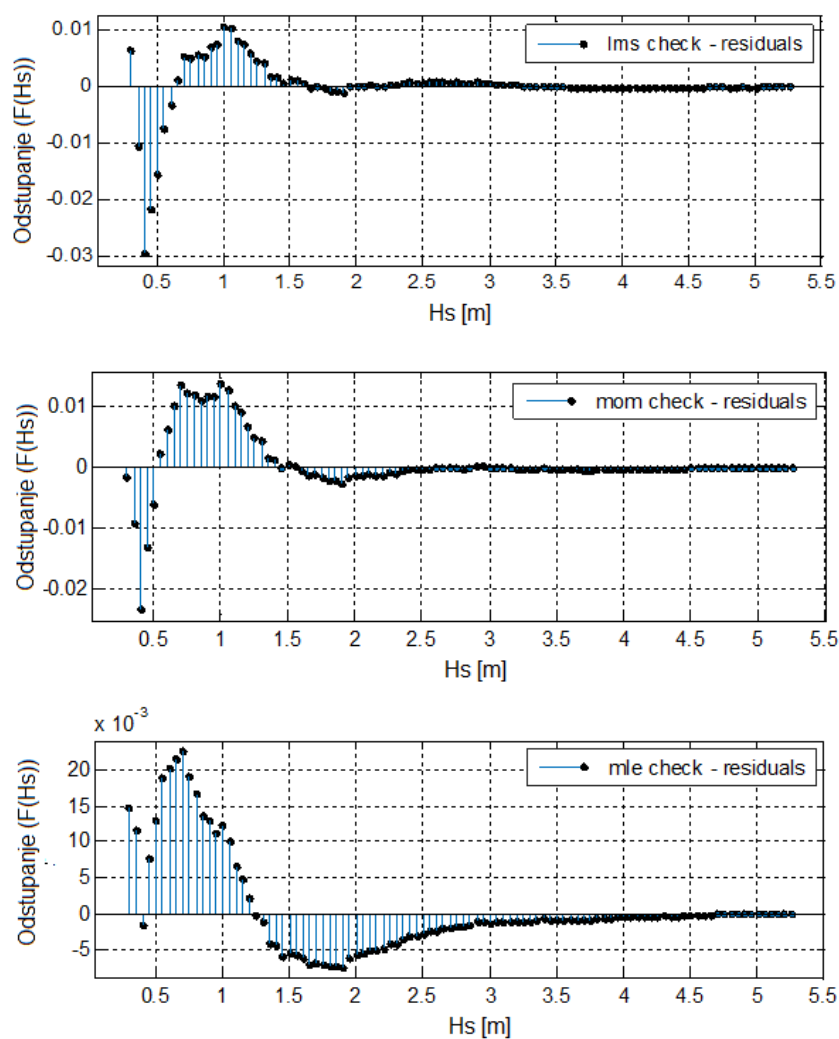 0.01
0
-0.01
-0.02
-0.03
Odstupanje (F(Hs))
lms check - residuals
0.5 1 1.5 2 2.5 3 3.5 4 4.5 5 5.5
Hs [m]
0.01
0
-0.01
-0.02
Odstupanje (F(Hs))
mom check - residuals
0.5 1 1.5 2 2.5 3 3.5 4 4.5 5 5.5
Hs [m]
x 10⁻³
20
15
10
5
0
-5
Odstupanje (F(Hs))
mle check - residuals
0.5 1 1.5 2 2.5 3 3.5 4 4.5 5 5.5
Hs [m]